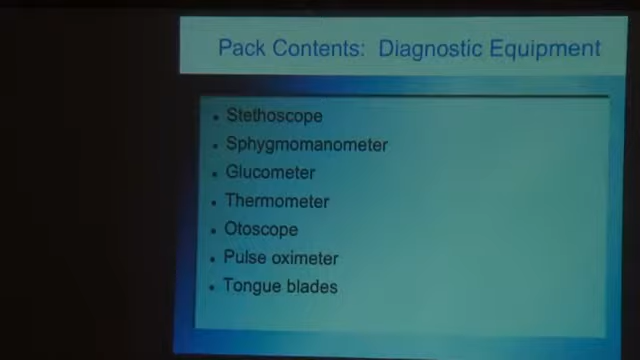 Pack Contents: Diagnostic Equipment
• Stethoscope
• Sphygmomanometer
• Glucometer
• Thermometer
• Otoscope
• Pulse oximeter
• Tongue blades